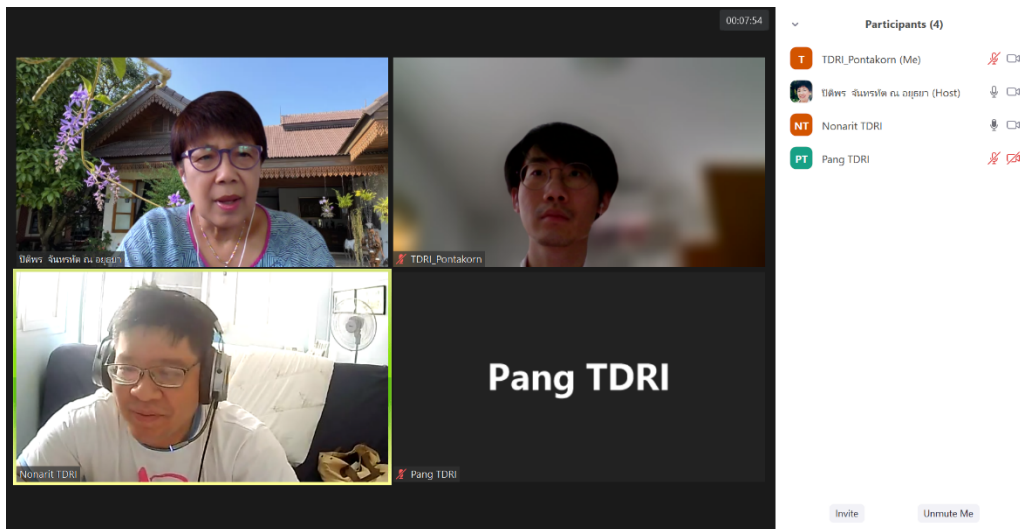 00:07:54
ปิติพร จันทรทัต ณ อยุธยา
TDRI_Pontakorn
Nonarit TDRI
Pang TDRI
Pang TDRI
Participants (4)
T
TDRI_Pontakorn (Me)
ปิติพร จันทรทัต ณ อยุธยา (Host)
NT
Nonarit TDRI
PT
Pang TDRI
Invite
Unmute Me